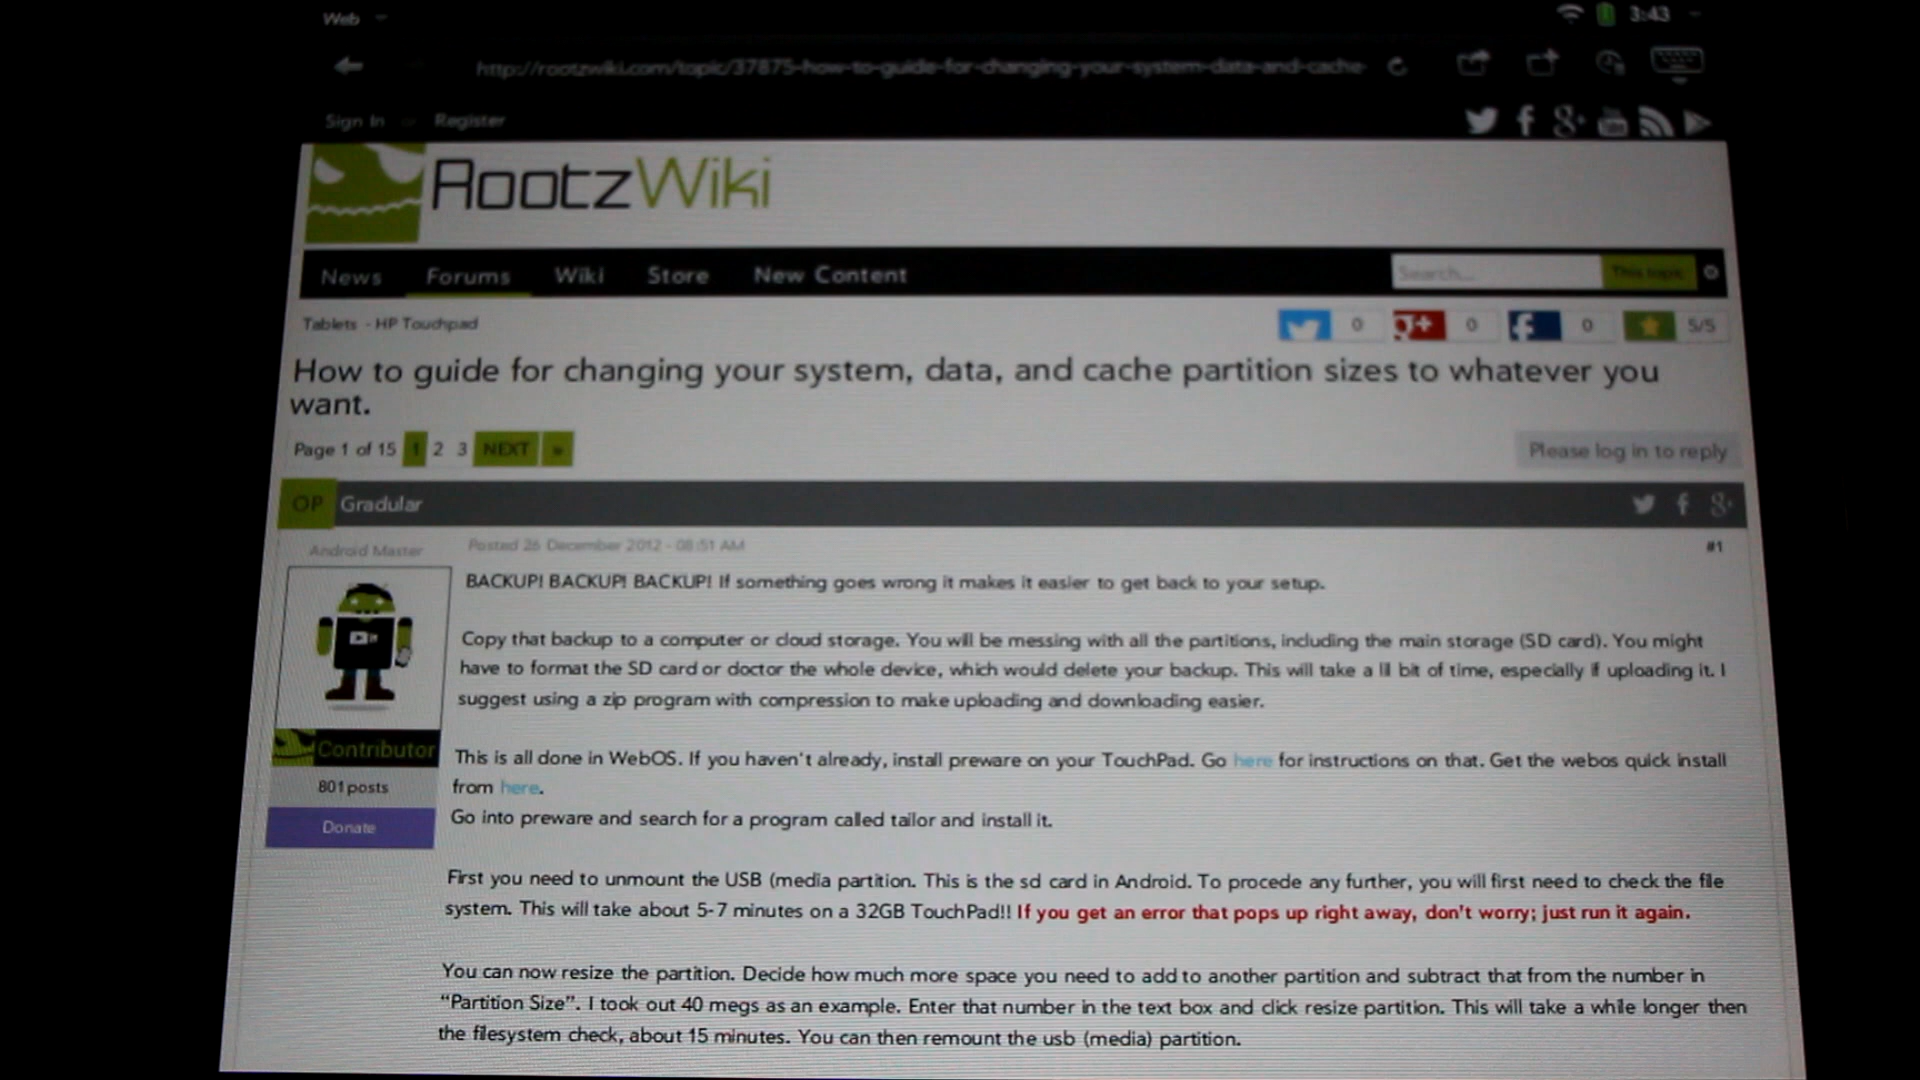 Web
3:43
http://rootzwiki.com/topic/37875-how-to-guide-for-changing-your-system-data-and-cache-
Sign In or Register
RootzWiki
News Forums Wiki Store New Content
Search... This topic
Tablets - HP Touchpad
0 g+ 0 0 5/5
How to guide for changing your system, data, and cache partition sizes to whatever you
want.
Page 1 of 15 1 2 3 NEXT »
Please log in to reply
OP Gradular
Android Master
Posted 26 December 2012 - 08:51 AM
#1
BACKUP! BACKUP! BACKUP! If something goes wrong it makes it easier to get back to your setup.
Copy that backup to a computer or cloud storage. You will be messing with all the partitions, including the main storage (SD card). You might
have to format the SD card or doctor the whole device, which would delete your backup. This will take a lil bit of time, especially if uploading it. I
suggest using a zip program with compression to make uploading and downloading easier.
Contributor
801 posts
Donate
This is all done in WebOS. If you haven't already, install preware on your TouchPad. Go here for instructions on that. Get the webos quick install
from here.
Go into preware and search for a program called tailor and install it.
First you need to unmount the USB (media partition. This is the sd card in Android. To procede any further, you will first need to check the file
system. This will take about 5-7 minutes on a 32GB TouchPad!! If you get an error that pops up right away, don't worry; just run it again.
You can now resize the partition. Decide how much more space you need to add to another partition and subtract that from the number in
"Partition Size". I took out 40 megs as an example. Enter that number in the text box and click resize partition. This will take a while longer then
the filesystem check, about 15 minutes. You can then remount the usb (media) partition.